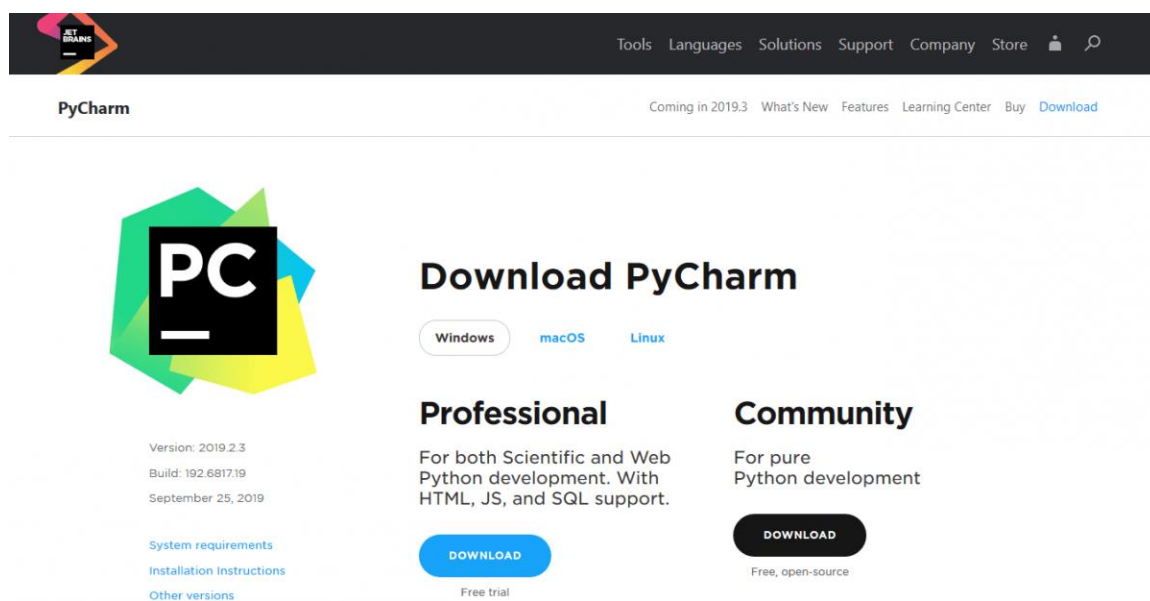 JET
BRAINS
Tools Languages Solutions Support Company Store
PyCharm
Coming in 2019.3 What's New Features Learning Center Buy Download
PC
Download PyCharm
Windows macOS Linux
Professional
For both Scientific and Web
Python development. With
HTML, JS, and SQL support.
DOWNLOAD
Free trial
Community
For pure
Python development
DOWNLOAD
Free, open-source
Version: 2019.2.3
Build: 192.6817.19
September 25, 2019
System requirements
Installation Instructions
Other versions